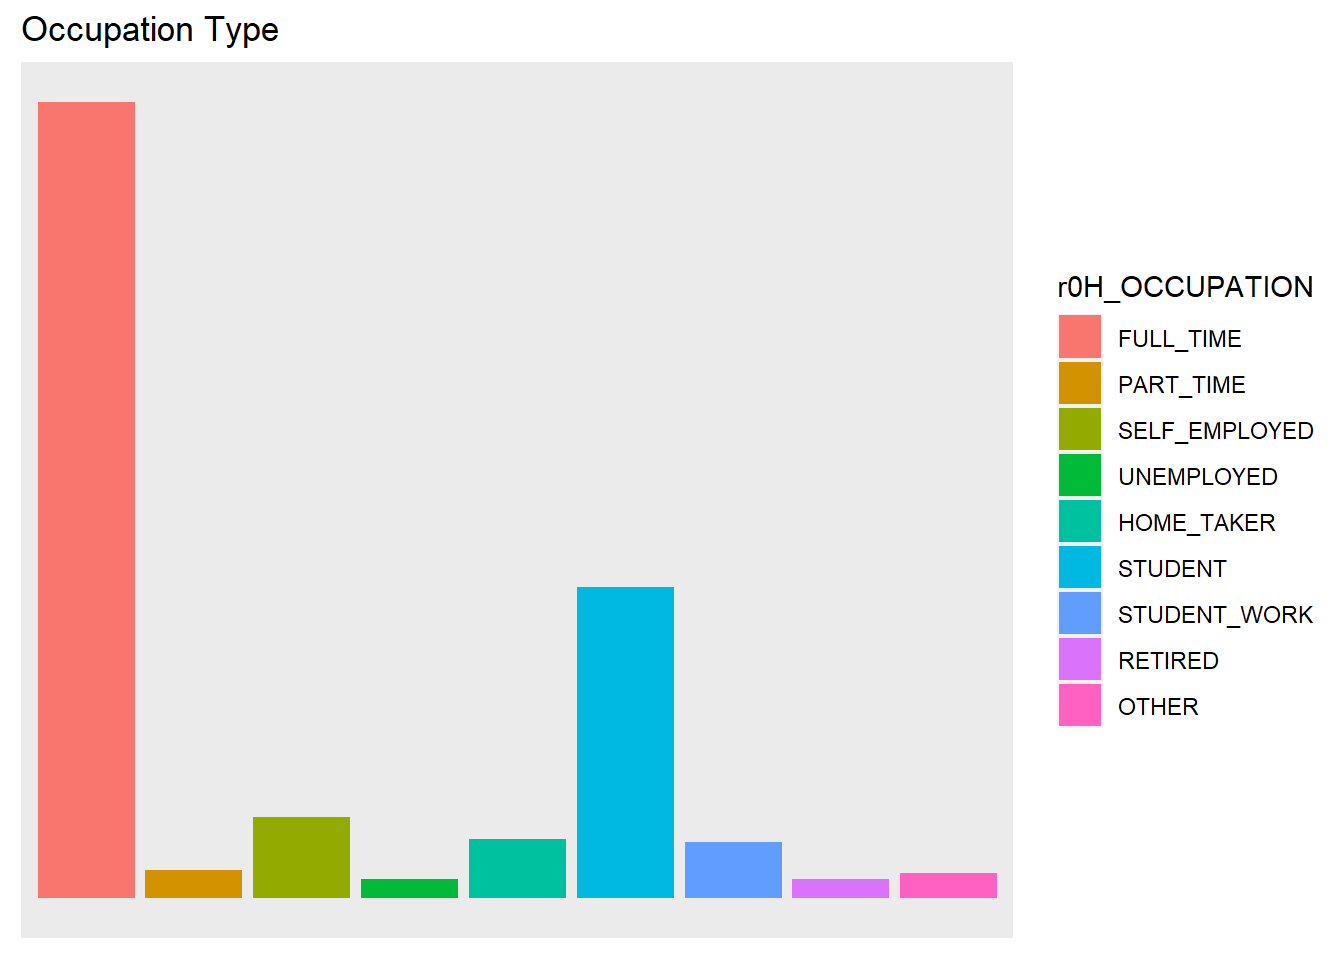 Occupation Type
r0H_OCCUPATION
FULL_TIME
PART_TIME
SELF_EMPLOYED
UNEMPLOYED
HOME_TAKER
STUDENT
STUDENT_WORK
RETIRED
OTHER